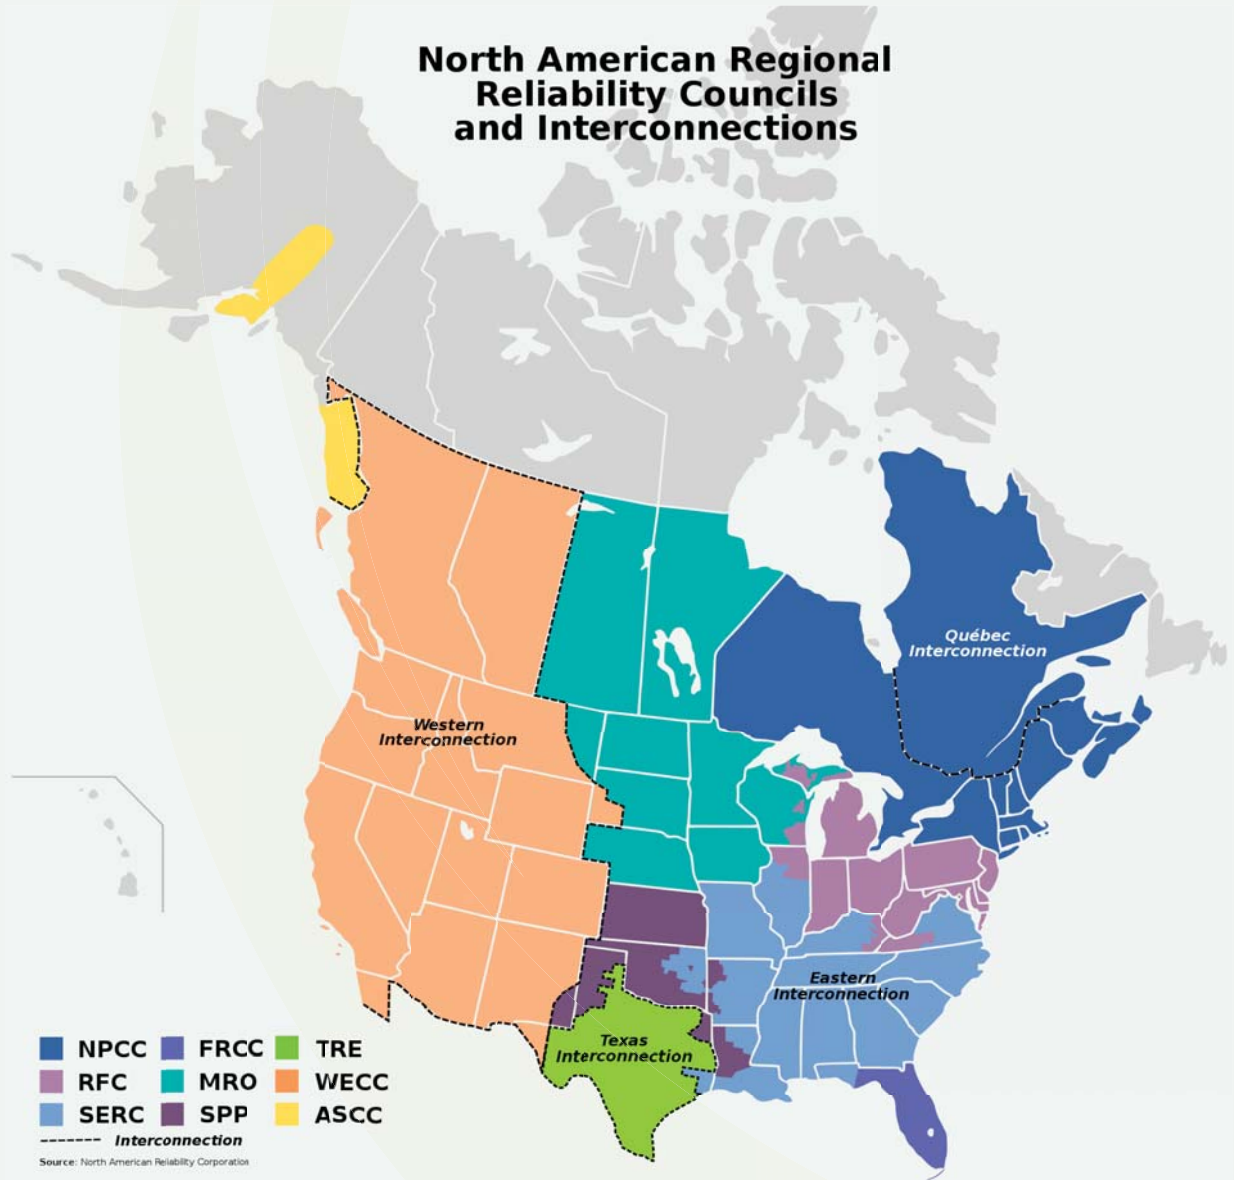 North American Regional
Reliability Councils
and Interconnections
Québec
Interconnection
Western
Interconnection
Eastern
Interconnection
Texas
Interconnection
NPCC
FRCC
TRE
RFC
MRO
WECC
SERC
SPP
ASCC
Interconnection
Source: North American Reliability Corporation